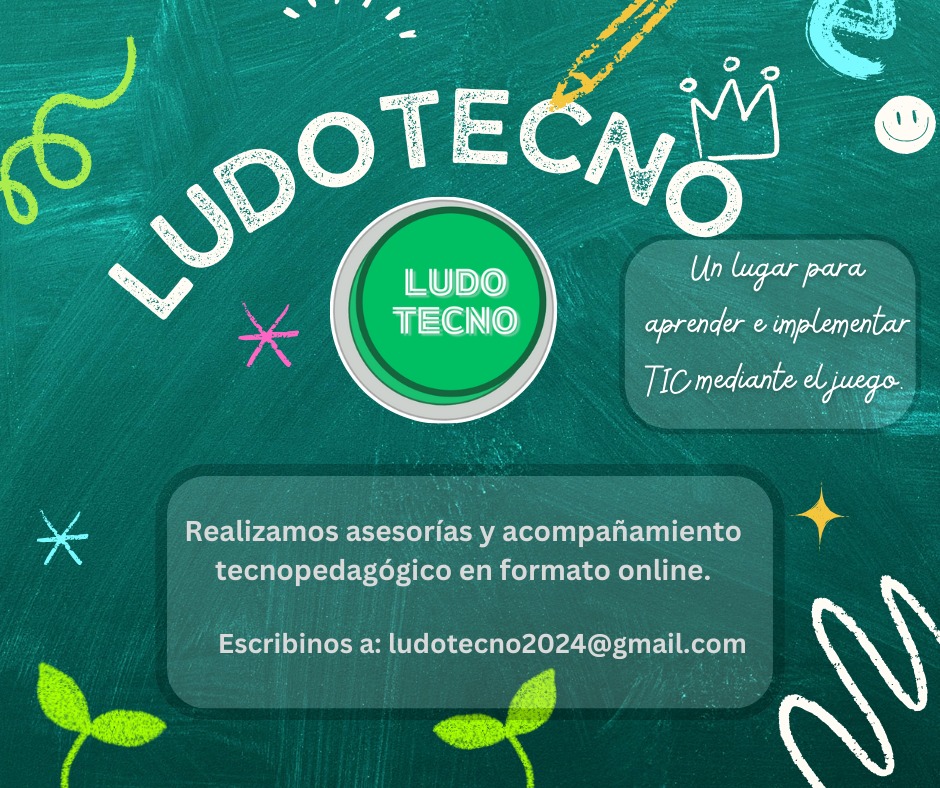 LUDOTECNO
LUDO
TECNO
Un lugar para
aprender e implementar
TIC mediante el juego.
Realizamos asesorías y acompañamiento
tecnopedagógico en formato online.
Escribinos a: ludotecno2024@gmail.com